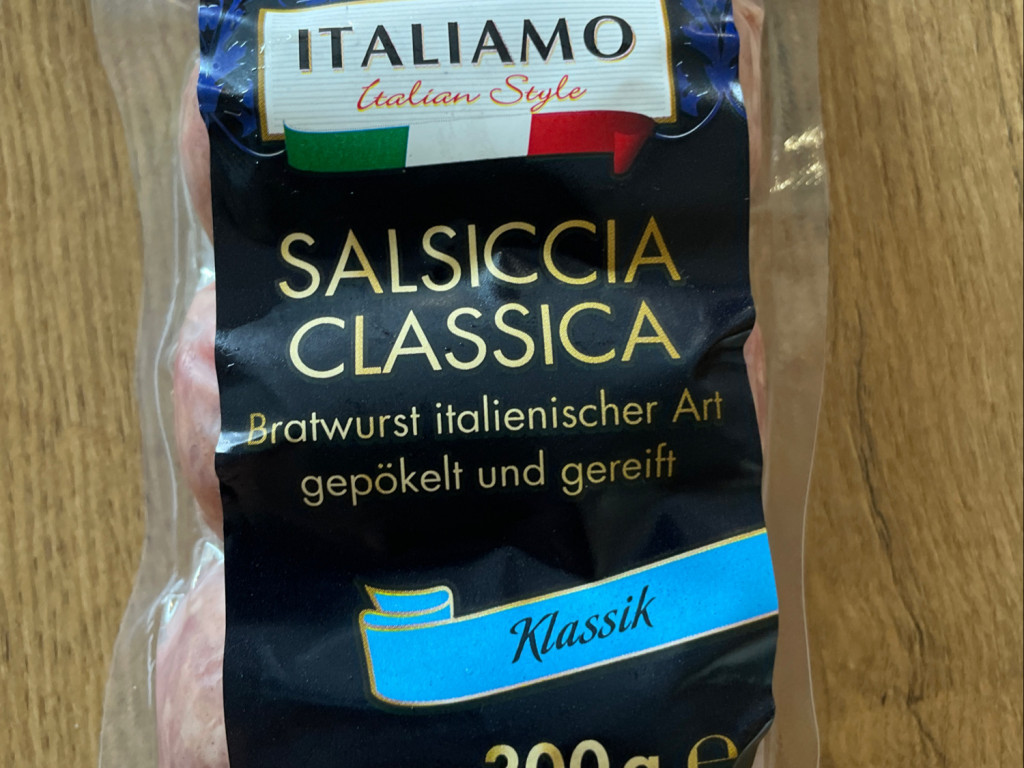 ITALIAMO
Italian Style
SALSICCIA
CLASSICA
Bratwurst italienischer Art
gepökelt und gereift
Klassik
g ℮